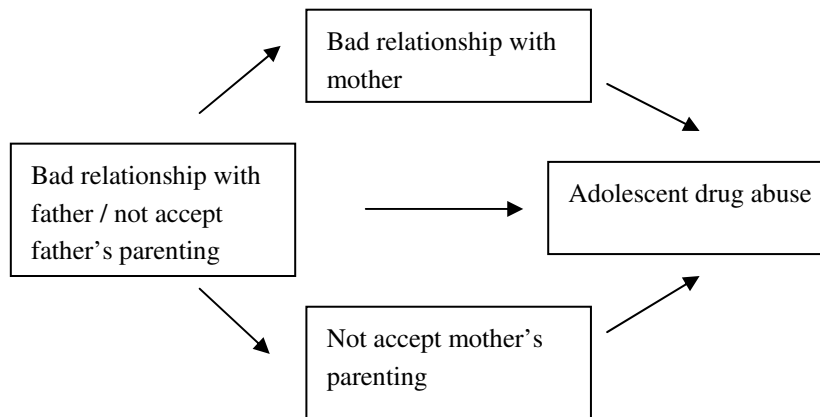 Bad relationship with
mother
Bad relationship with
father / not accept
father’s parenting
Adolescent drug abuse
Not accept mother’s
parenting